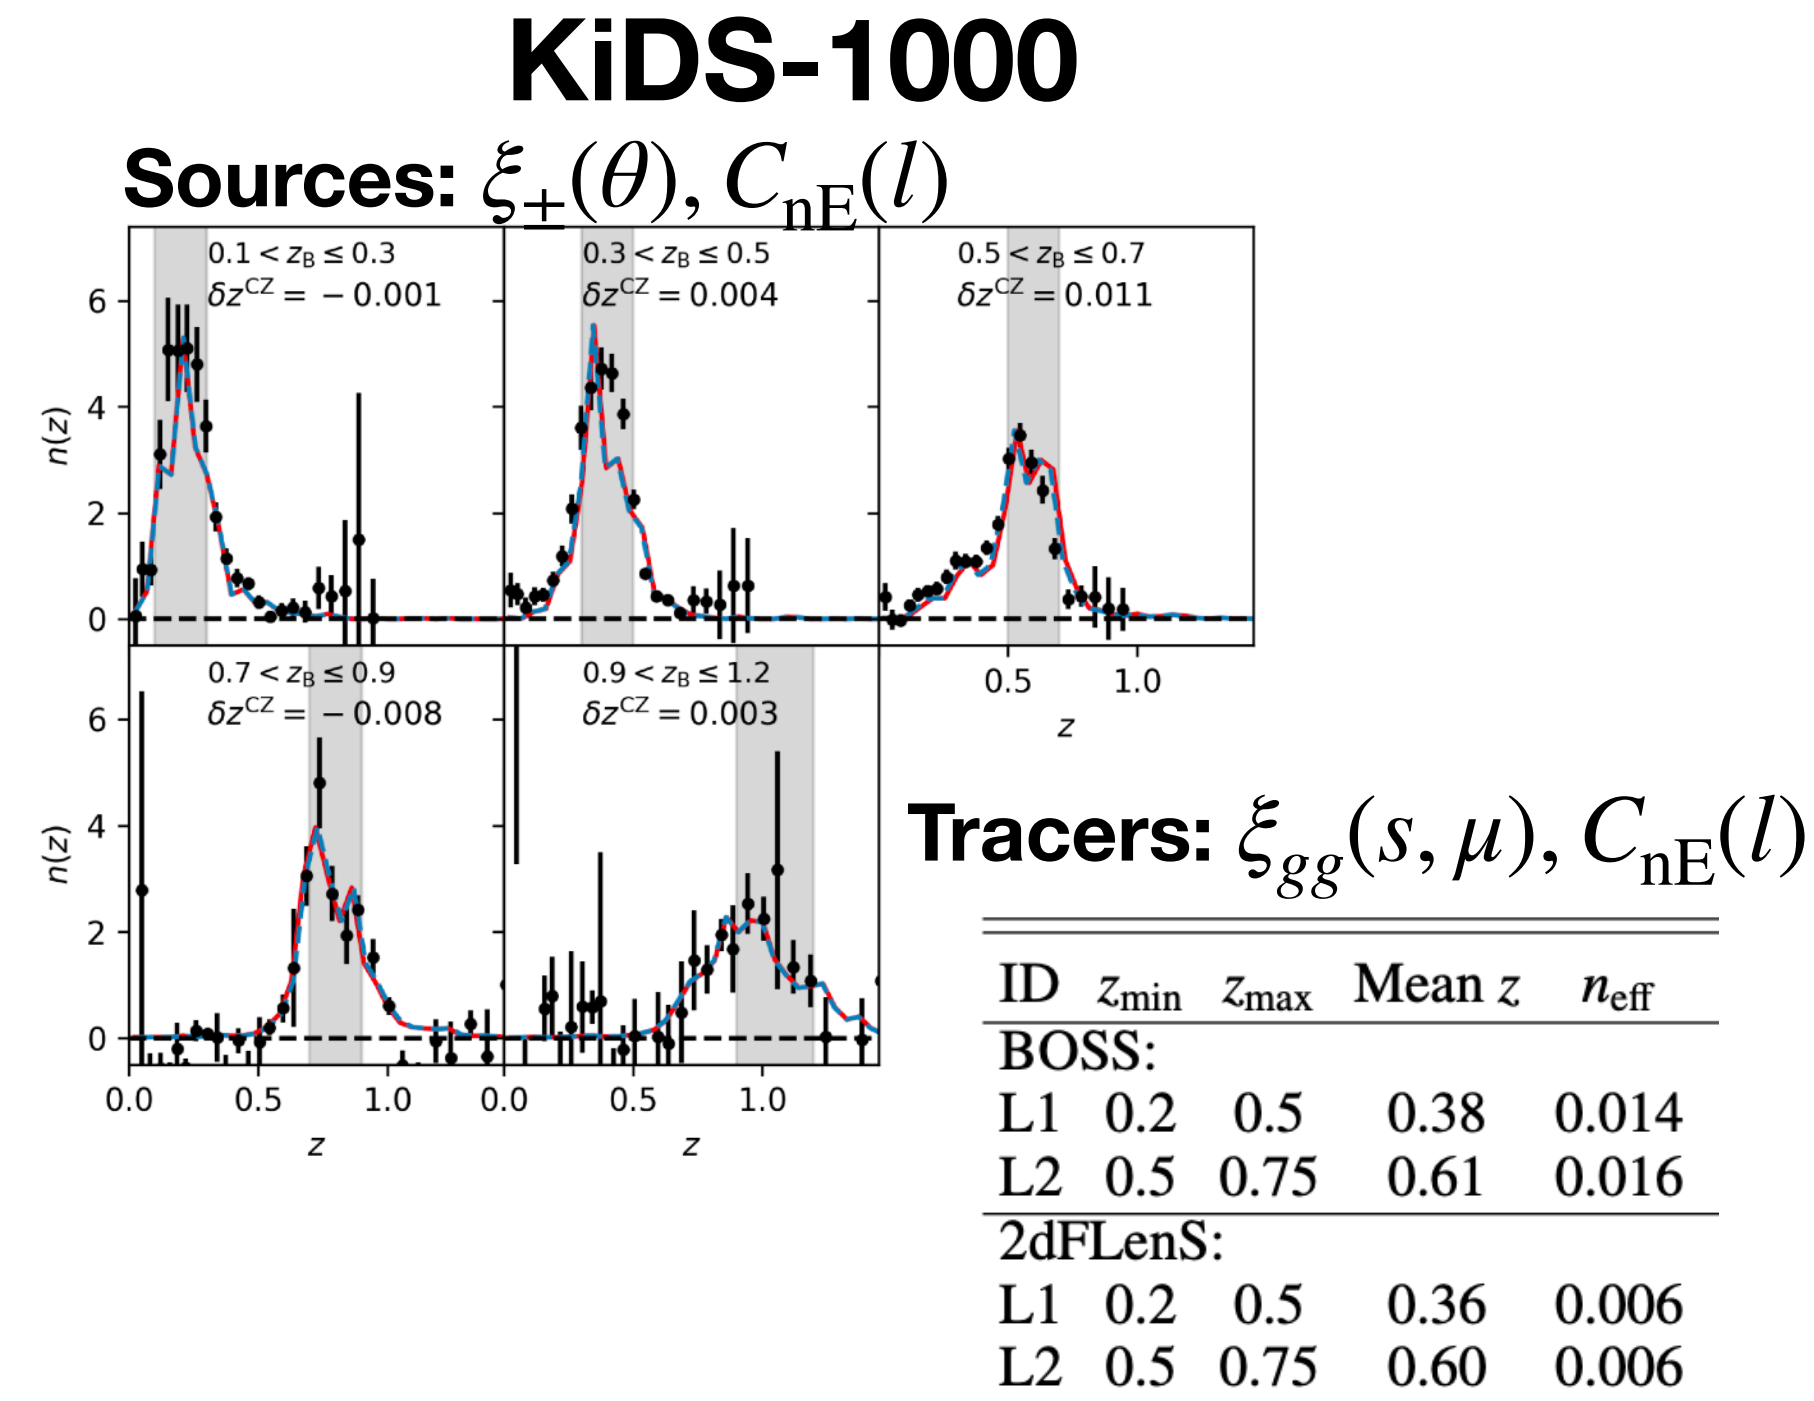 KiDS-1000
Sources: ξ±(θ), CnE(l)
0.1 < zB ≤ 0.3
δzCZ = − 0.001
0.3 < zB ≤ 0.5
δzCZ = 0.004
0.5 < zB ≤ 0.7
δzCZ = 0.011
6
4
2
0
n(z)
0.5 1.0
z
0.7 < zB ≤ 0.9
δzCZ = − 0.008
0.9 < zB ≤ 1.2
δzCZ = 0.003
6
4
2
0
n(z)
0.0 0.5 1.0 0.0 0.5 1.0
z z
Tracers: ξgg(s, μ), CnE(l)
ID zmin zmax Mean z neff
BOSS:
L1 0.2 0.5 0.38 0.014
L2 0.5 0.75 0.61 0.016
2dFLenS:
L1 0.2 0.5 0.36 0.006
L2 0.5 0.75 0.60 0.006